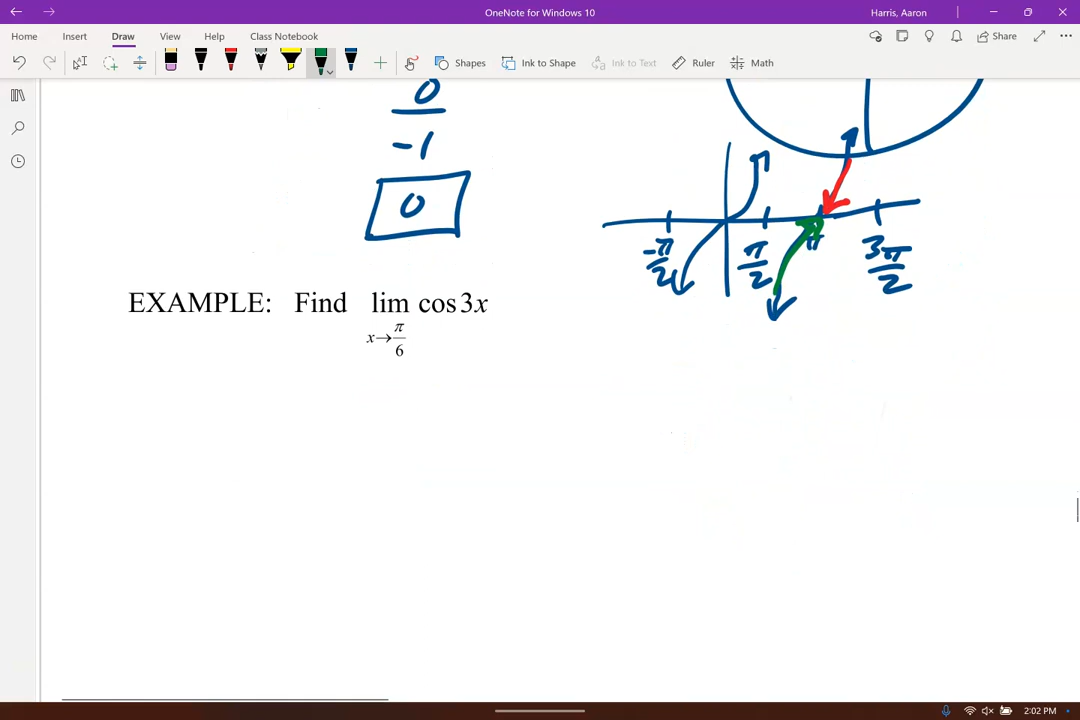 OneNote for Windows 10
Harris, Aaron
Home Insert Draw View Help Class Notebook
Share
Shapes Ink to Shape Ink to Text Ruler Math
0
-1
0
-π/2 π/2 π 3π/2
EXAMPLE: Find lim cos 3x
x→π/6
2:02 PM